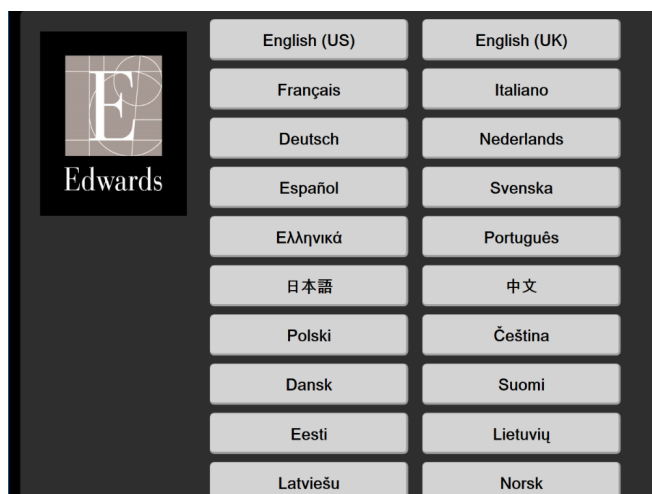 E
Edwards
English (US)
English (UK)
Français
Italiano
Deutsch
Nederlands
Español
Svenska
Ελληνικά
Português
日本語
中文
Polski
Čeština
Dansk
Suomi
Eesti
Lietuvių
Latviešu
Norsk